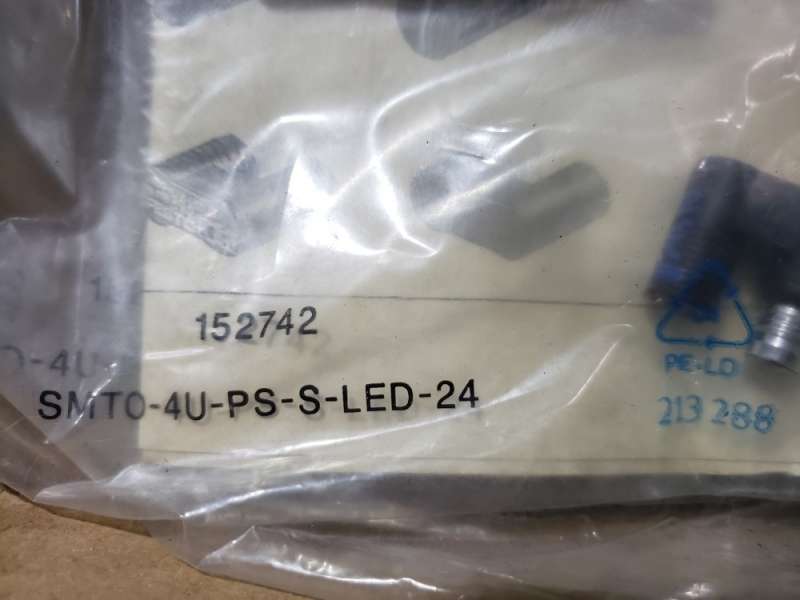 152742
SMTO-4U-PS-S-LED-24
PE-LD
213 288